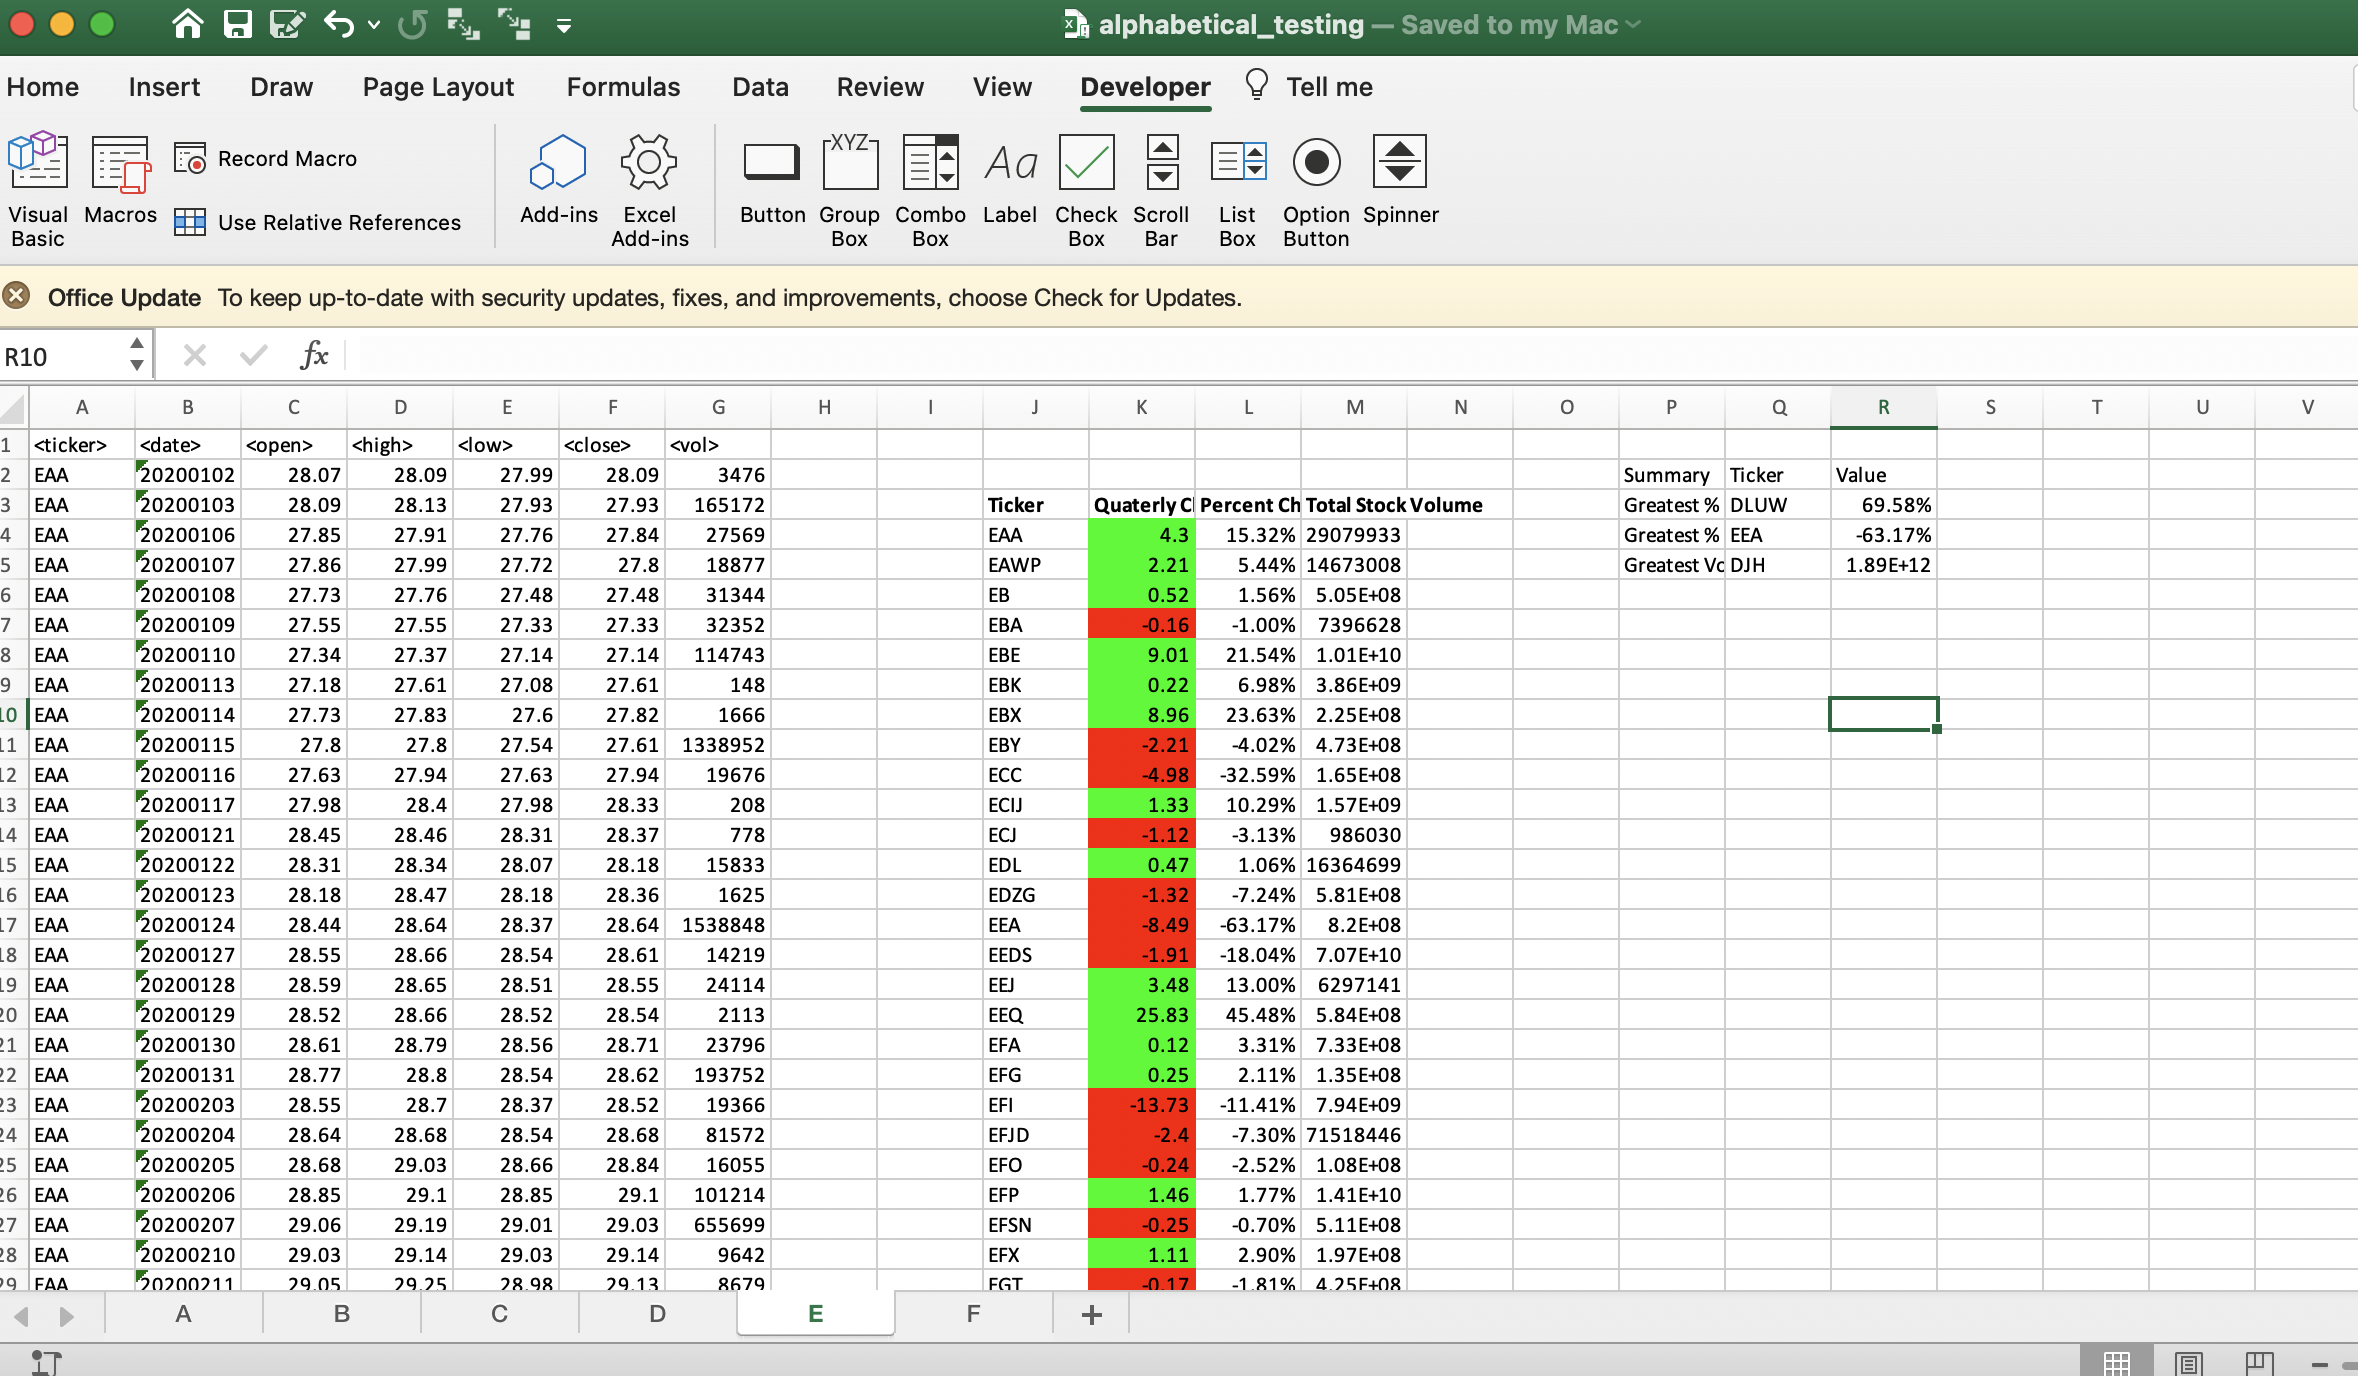 alphabetical_testing — Saved to my Mac
Home Insert Draw Page Layout Formulas Data Review View Developer Tell me
Visual Basic Macros Record Macro Use Relative References Add-ins Excel Add-ins Button XYZ Group Box Combo Box Aa Label Check Box Scroll Bar List Box Option Button Spinner
Office Update To keep up-to-date with security updates, fixes, and improvements, choose Check for Updates.
R10 fx
A B C D E F G H I J K L M N O P Q R S T U V
1 <ticker> <date> <open> <high> <low> <close> <vol>
2 EAA 20200102 28.07 28.09 27.99 28.09 3476 Summary Ticker Value
3 EAA 20200103 28.09 28.13 27.93 27.93 165172 Ticker Quaterly Percent Ch Total Stock Volume Greatest % DLUW 69.58%
4 EAA 20200106 27.85 27.91 27.76 27.84 27569 EAA 4.3 15.32% 29079933 Greatest % EEA -63.17%
5 EAA 20200107 27.86 27.99 27.72 27.8 18877 EAWP 2.21 5.44% 14673008 Greatest Vo DJH 1.89E+12
6 EAA 20200108 27.73 27.76 27.48 27.48 31344 EB 0.52 1.56% 5.05E+08
7 EAA 20200109 27.55 27.55 27.33 27.33 32352 EBA -0.16 -1.00% 7396628
8 EAA 20200110 27.34 27.37 27.14 27.14 114743 EBE 9.01 21.54% 1.01E+10
9 EAA 20200113 27.18 27.61 27.08 27.61 148 EBK 0.22 6.98% 3.86E+09
10 EAA 20200114 27.73 27.83 27.6 27.82 1666 EBX 8.96 23.63% 2.25E+08
11 EAA 20200115 27.8 27.8 27.54 27.61 1338952 EBY -2.21 -4.02% 4.73E+08
12 EAA 20200116 27.63 27.94 27.63 27.94 19676 ECC -4.98 -32.59% 1.65E+08
13 EAA 20200117 27.98 28.4 27.98 28.33 208 ECIJ 1.33 10.29% 1.57E+09
14 EAA 20200121 28.45 28.46 28.31 28.37 778 ECJ -1.12 -3.13% 986030
15 EAA 20200122 28.31 28.34 28.07 28.18 15833 EDL 0.47 1.06% 16364699
16 EAA 20200123 28.18 28.47 28.18 28.36 1625 EDZG -1.32 -7.24% 5.81E+08
17 EAA 20200124 28.44 28.64 28.37 28.64 1538848 EEA -8.49 -63.17% 8.2E+08
18 EAA 20200127 28.55 28.66 28.54 28.61 14219 EEDS -1.91 -18.04% 7.07E+10
19 EAA 20200128 28.59 28.65 28.51 28.55 24114 EEJ 3.48 13.00% 6297141
20 EAA 20200129 28.52 28.66 28.52 28.54 2113 EEQ 25.83 45.48% 5.84E+08
21 EAA 20200130 28.61 28.79 28.56 28.71 23796 EFA 0.12 3.31% 7.33E+08
22 EAA 20200131 28.77 28.8 28.54 28.62 193752 EFG 0.25 2.11% 1.35E+08
23 EAA 20200203 28.55 28.7 28.37 28.52 19366 EFI -13.73 -11.41% 7.94E+09
24 EAA 20200204 28.64 28.68 28.54 28.68 81572 EFJD -2.4 -7.30% 71518446
25 EAA 20200205 28.68 29.03 28.66 28.84 16055 EFO -0.24 -2.52% 1.08E+08
26 EAA 20200206 28.85 29.1 28.85 29.1 101214 EFP 1.46 1.77% 1.41E+10
27 EAA 20200207 29.06 29.19 29.01 29.03 655699 EFSN -0.25 -0.70% 5.11E+08
28 EAA 20200210 29.03 29.14 29.03 29.14 9642 EFX 1.11 2.90% 1.97E+08
29 EAA 20200211 29.05 29.25 28.98 29.13 8679 EGT -0.17 -1.81% 4.25E+08
A B C D E F +